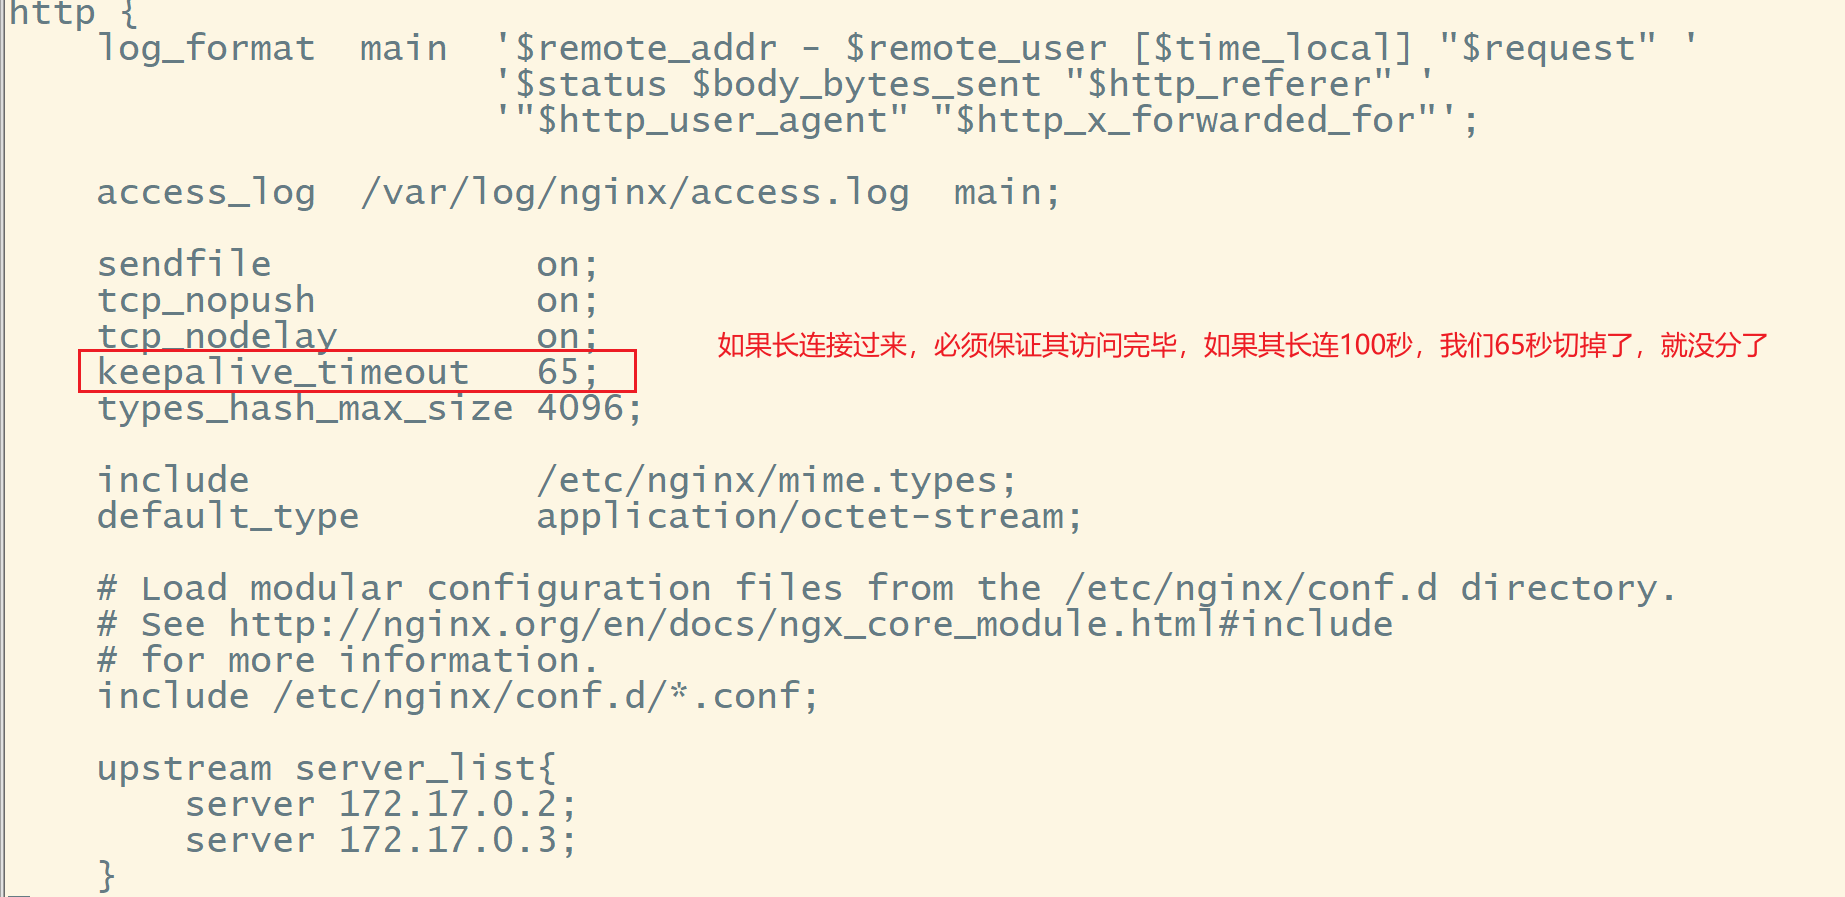 http {
    log_format  main  '$remote_addr - $remote_user [$time_local] "$request" '
                      '$status $body_bytes_sent "$http_referer" '
                      '"$http_user_agent" "$http_x_forwarded_for"';
    access_log  /var/log/nginx/access.log  main;
    sendfile            on;
    tcp_nopush          on;
    tcp_nodelay         on;
如果长连接过来，必须保证其访问完毕，如果其长连100秒，我们65秒切掉了，就没分了
    keepalive_timeout   65;
    types_hash_max_size 4096;
    include             /etc/nginx/mime.types;
    default_type        application/octet-stream;
    # Load modular configuration files from the /etc/nginx/conf.d directory.
    # See http://nginx.org/en/docs/ngx_core_module.html#include
    # for more information.
    include /etc/nginx/conf.d/*.conf;
    upstream server_list{
        server 172.17.0.2;
        server 172.17.0.3;
    }